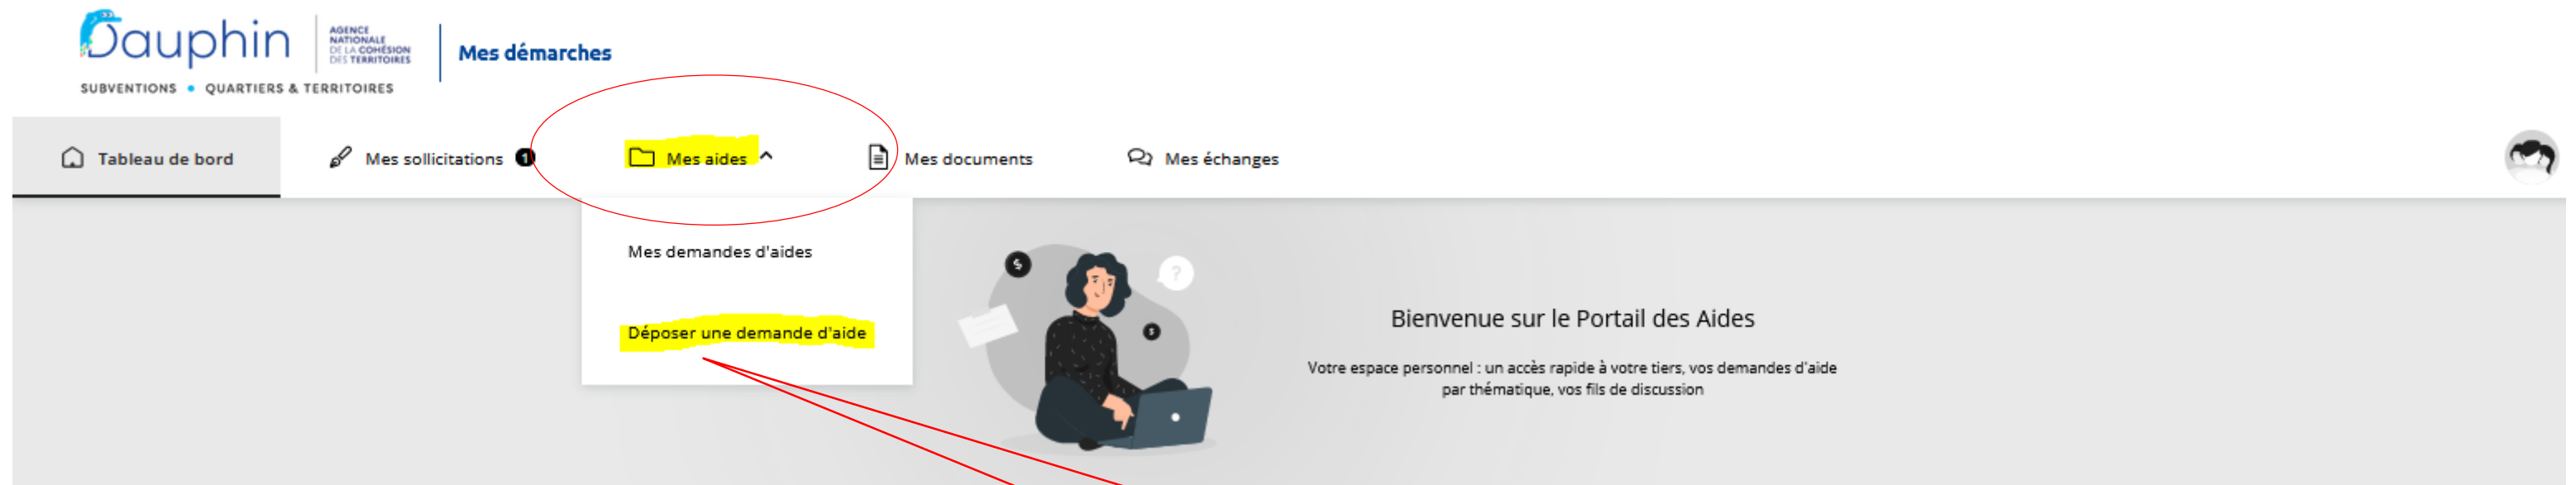 Dauphin
AGENCE
NATIONALE
DE LA COHÉSION
DES TERRITOIRES
Mes démarches
SUBVENTIONS • QUARTIERS & TERRITOIRES
Tableau de bord
Mes sollicitations 1
Mes aides
Mes documents
Mes échanges
Mes demandes d'aides
Déposer une demande d'aide
$
?
$
Bienvenue sur le Portail des Aides
Votre espace personnel : un accès rapide à votre tiers, vos demandes d'aide
par thématique, vos fils de discussion